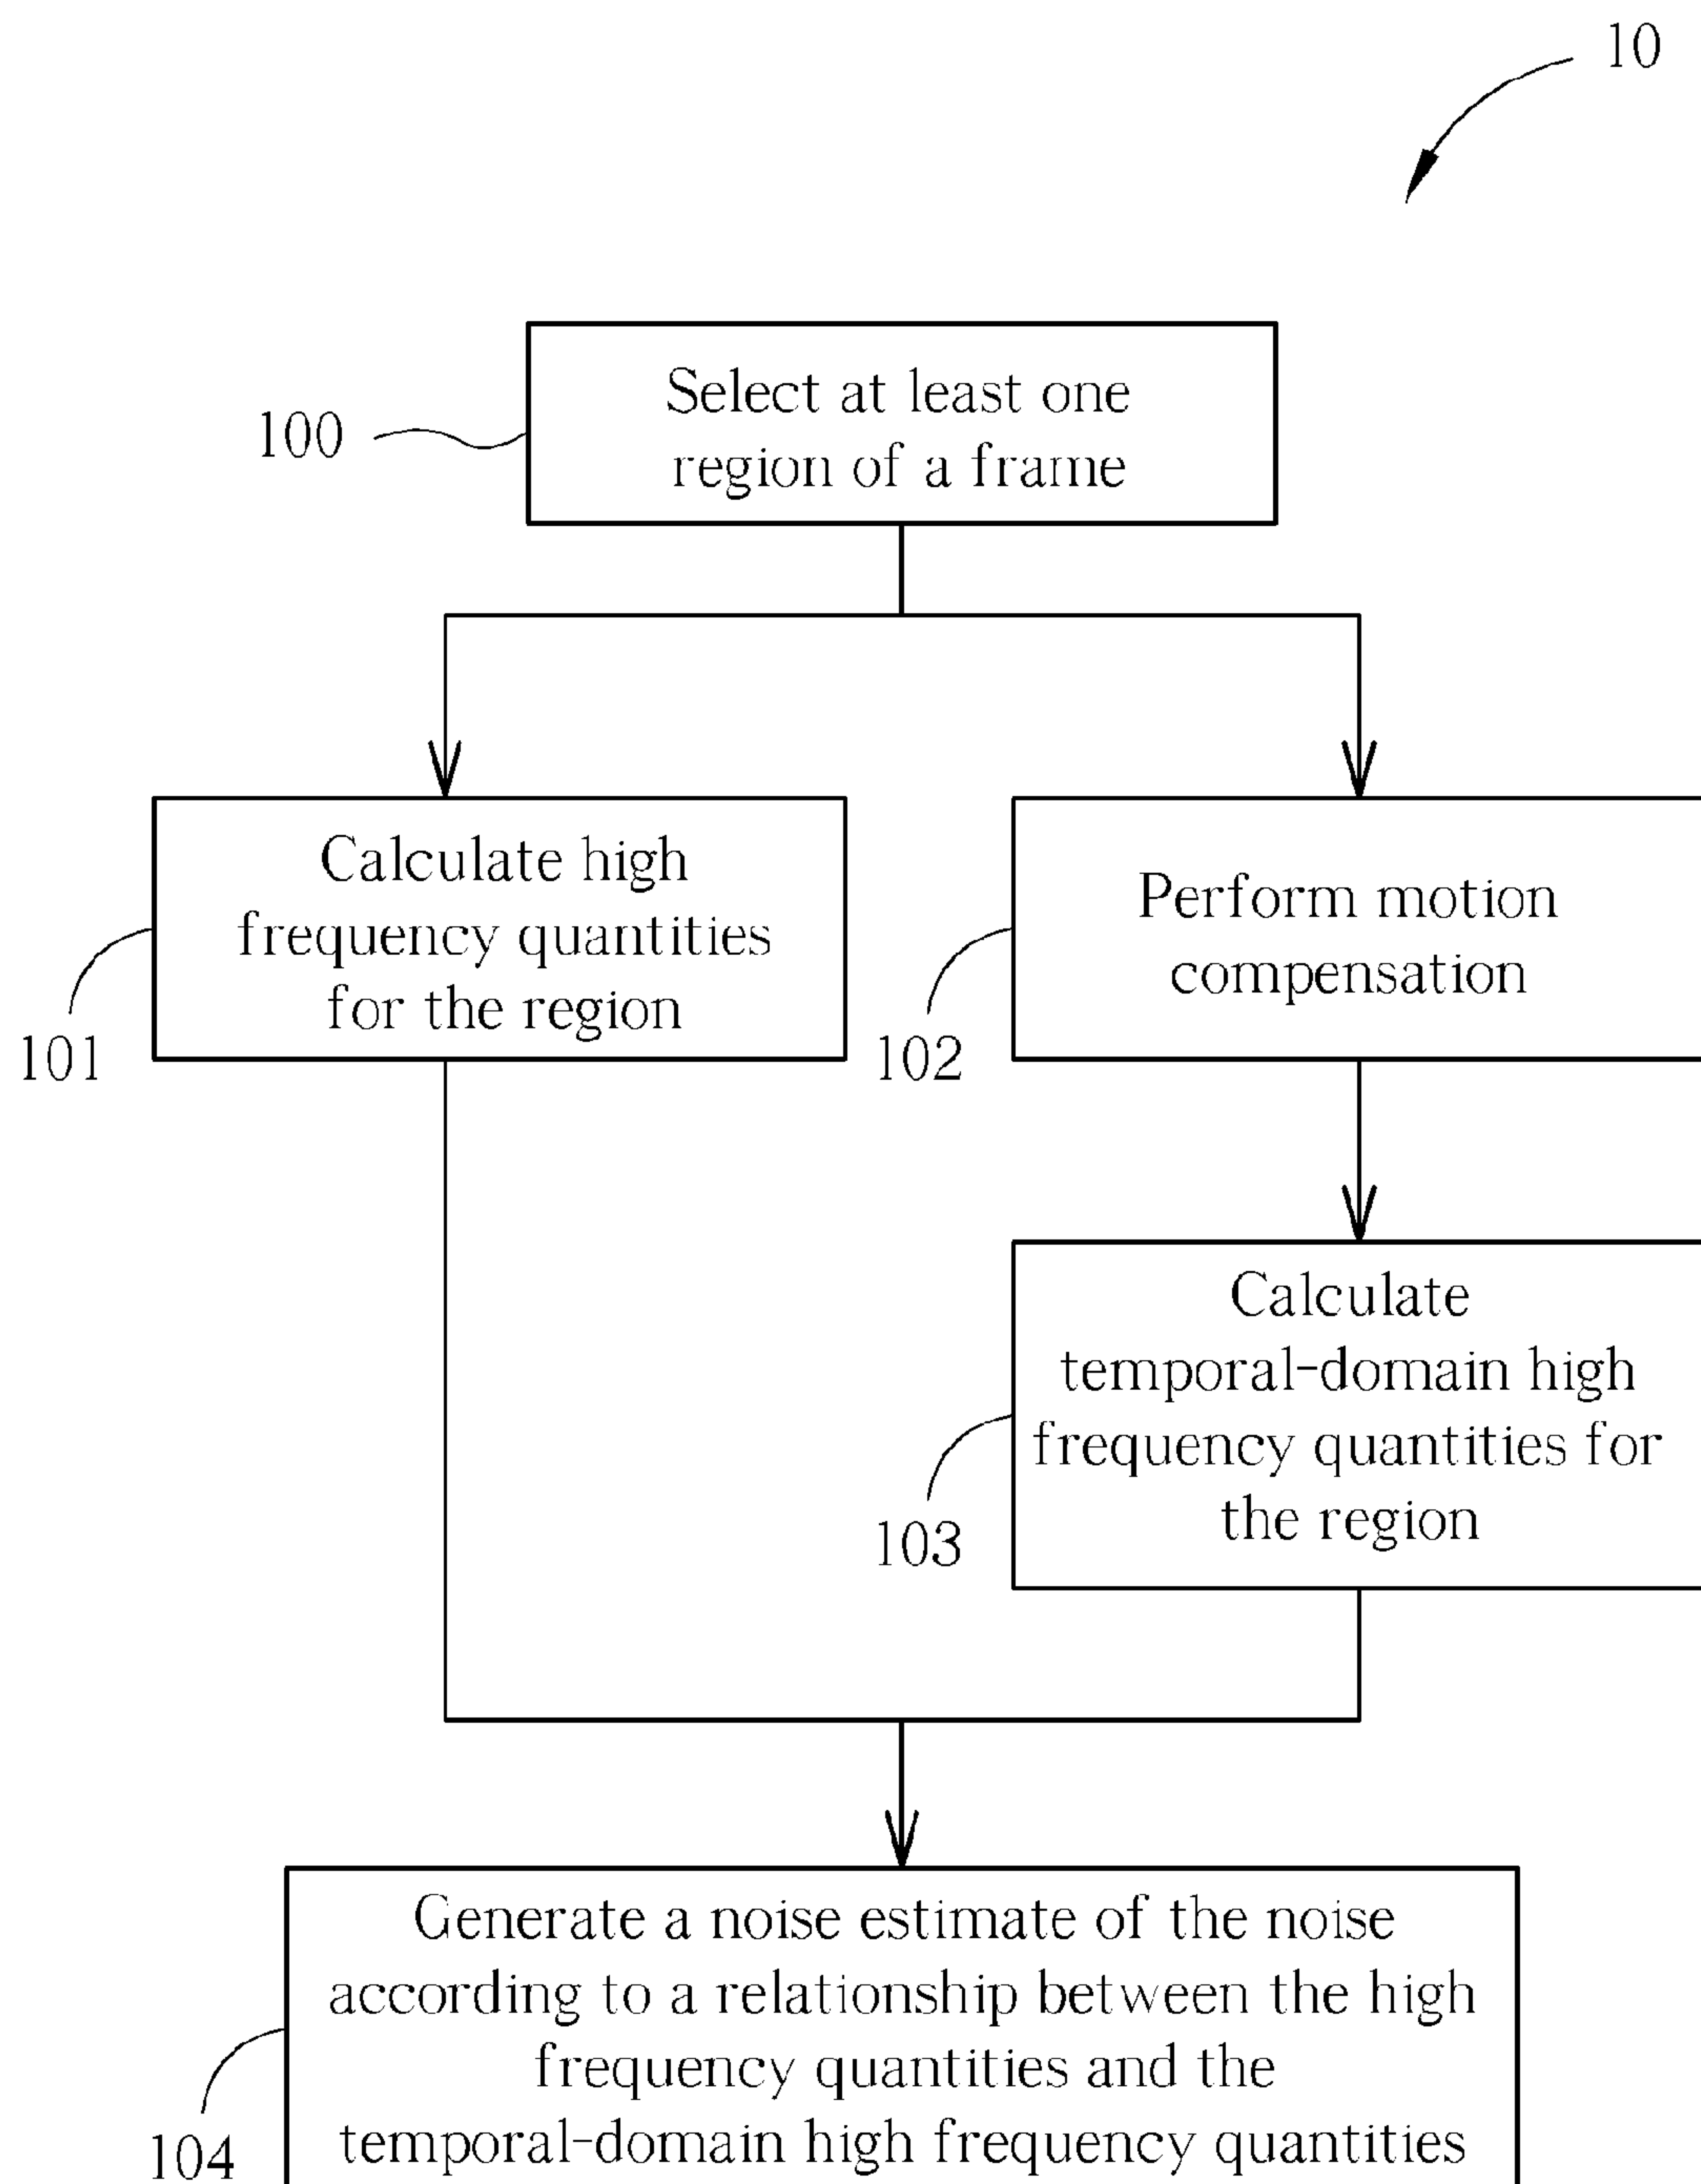 10
Select at least one
region of a frame
100
Calculate high
frequency quantities
for the region
101
Perform motion
compensation
102
Calculate
temporal-domain high
frequency quantities for
the region
103
Generate a noise estimate of the noise
according to a relationship between the high
frequency quantities and the
temporal-domain high frequency quantities
104